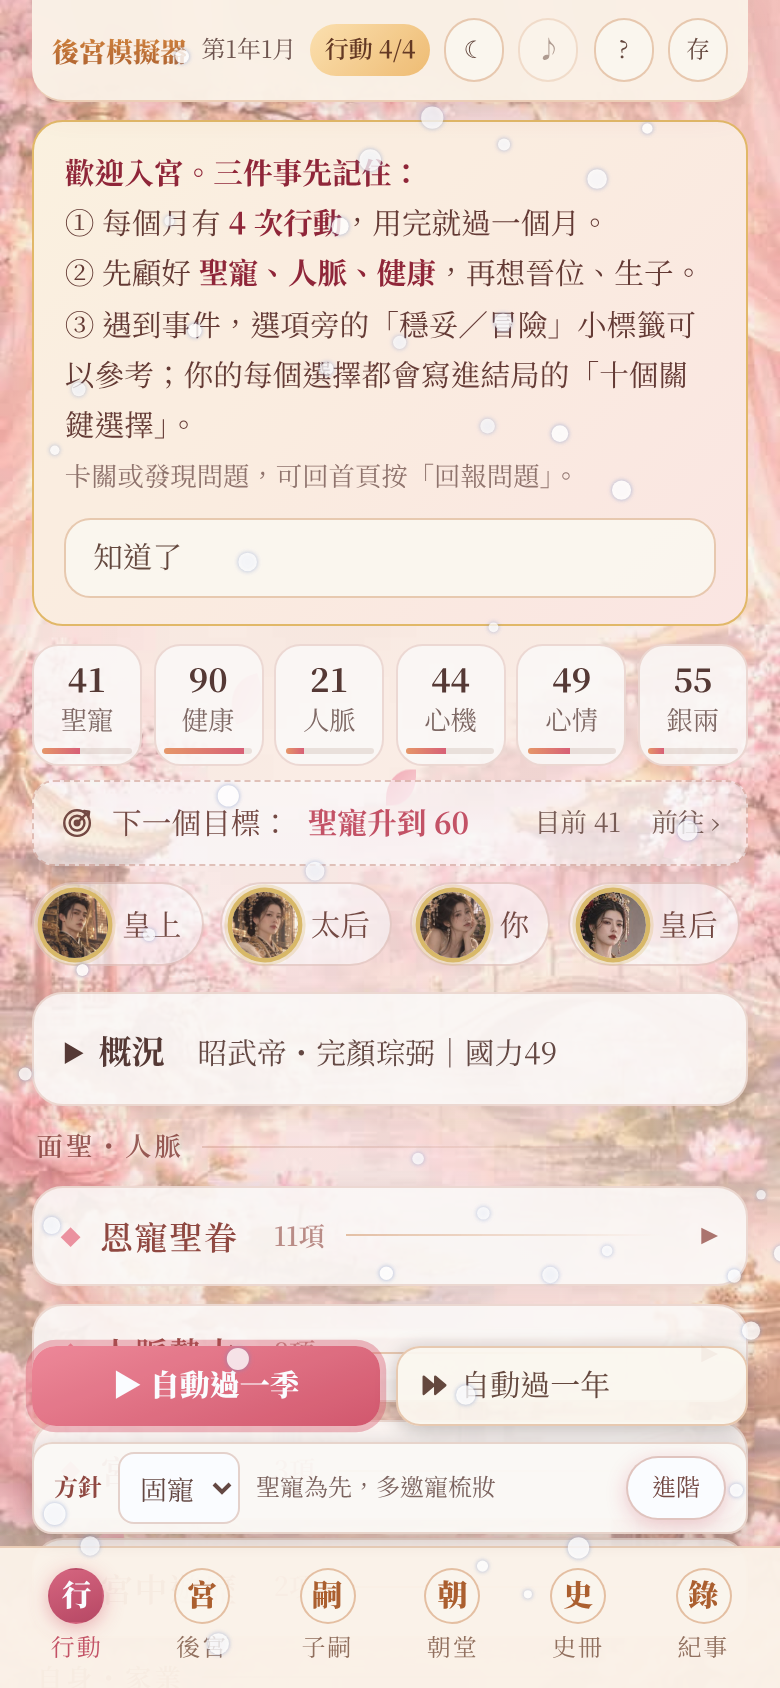 後宮模擬器 第1年1月 行動 4/4 ☾ ♪ ? 存
歡迎入宮。三件事先記住：
① 每個月有 4 次行動，用完就過一個月。
② 先顧好 聖寵、人脈、健康，再想晉位、生子。
③ 遇到事件，選項旁的「穩妥／冒險」小標籤可
以參考；你的每個選擇都會寫進結局的「十個關
鍵選擇」。
卡關或發現問題，可回首頁按「回報問題」。
知道了
41 90 21 44 49 55
聖寵 健康 人脈 心機 心情 銀兩
下一個目標： 聖寵升到 60 目前 41 前往 ›
皇上 太后 你 皇后
▶ 概況 昭武帝・完顏琮弼｜國力49
面聖・人脈
◆ 恩寵聖眷 11項 ▶
▶ 自動過一季 自動過一年
方針 固寵 聖寵為先，多邀寵梳妝 進階
行 宮 嗣 朝 史 錄
行動 後宮 子嗣 朝堂 史冊 紀事